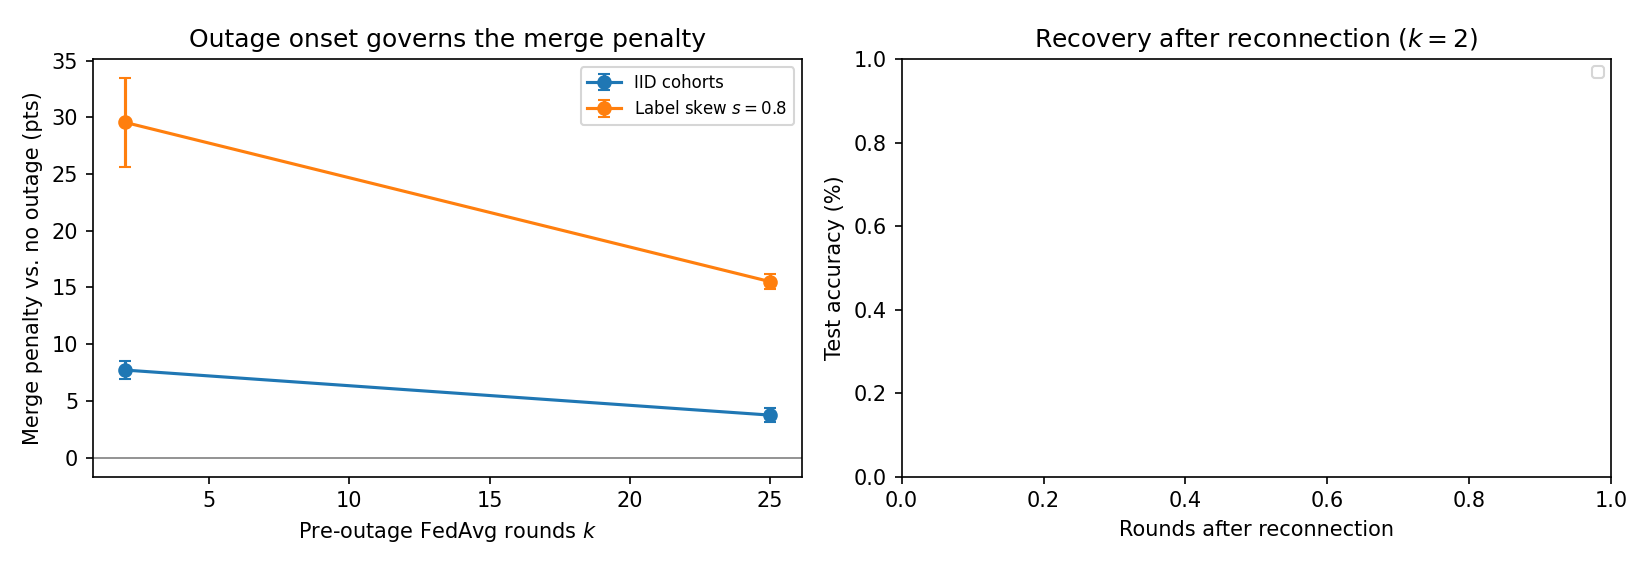 Outage onset governs the merge penalty
Merge penalty vs. no outage (pts)
35
30
25
20
15
10
5
0
IID cohorts
Label skew s = 0.8
5 10 15 20 25
Pre-outage FedAvg rounds k
Recovery after reconnection (k = 2)
Test accuracy (%)
1.0
0.8
0.6
0.4
0.2
0.0
0.0 0.2 0.4 0.6 0.8 1.0
Rounds after reconnection